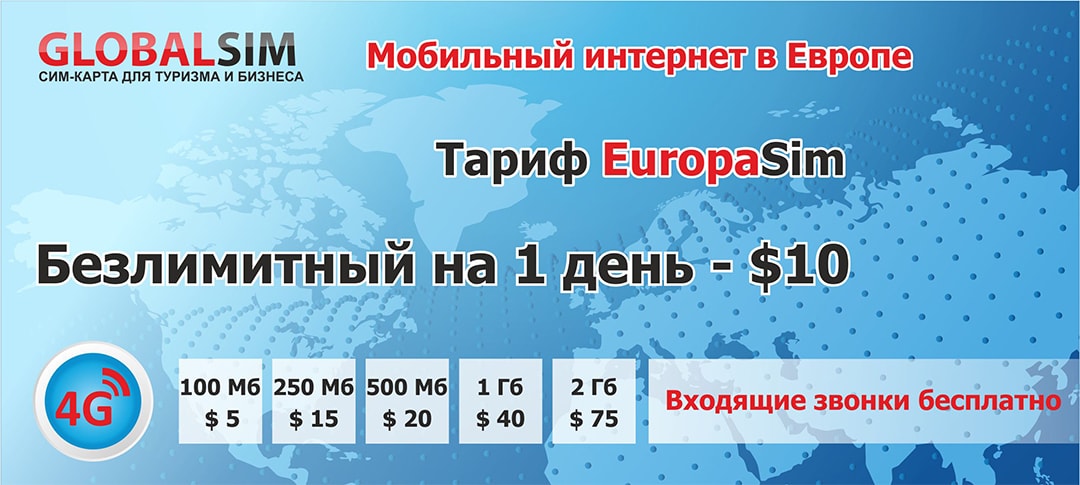 GLOBALSIM
СИМ-КАРТА ДЛЯ ТУРИЗМА И БИЗНЕСА
Мобильный интернет в Европе
Тариф EuropaSim
Безлимитный на 1 день - $10
4G
100 Мб
$ 5
250 Мб
$ 15
500 Мб
$ 20
1 Гб
$ 40
2 Гб
$ 75
Входящие звонки бесплатно